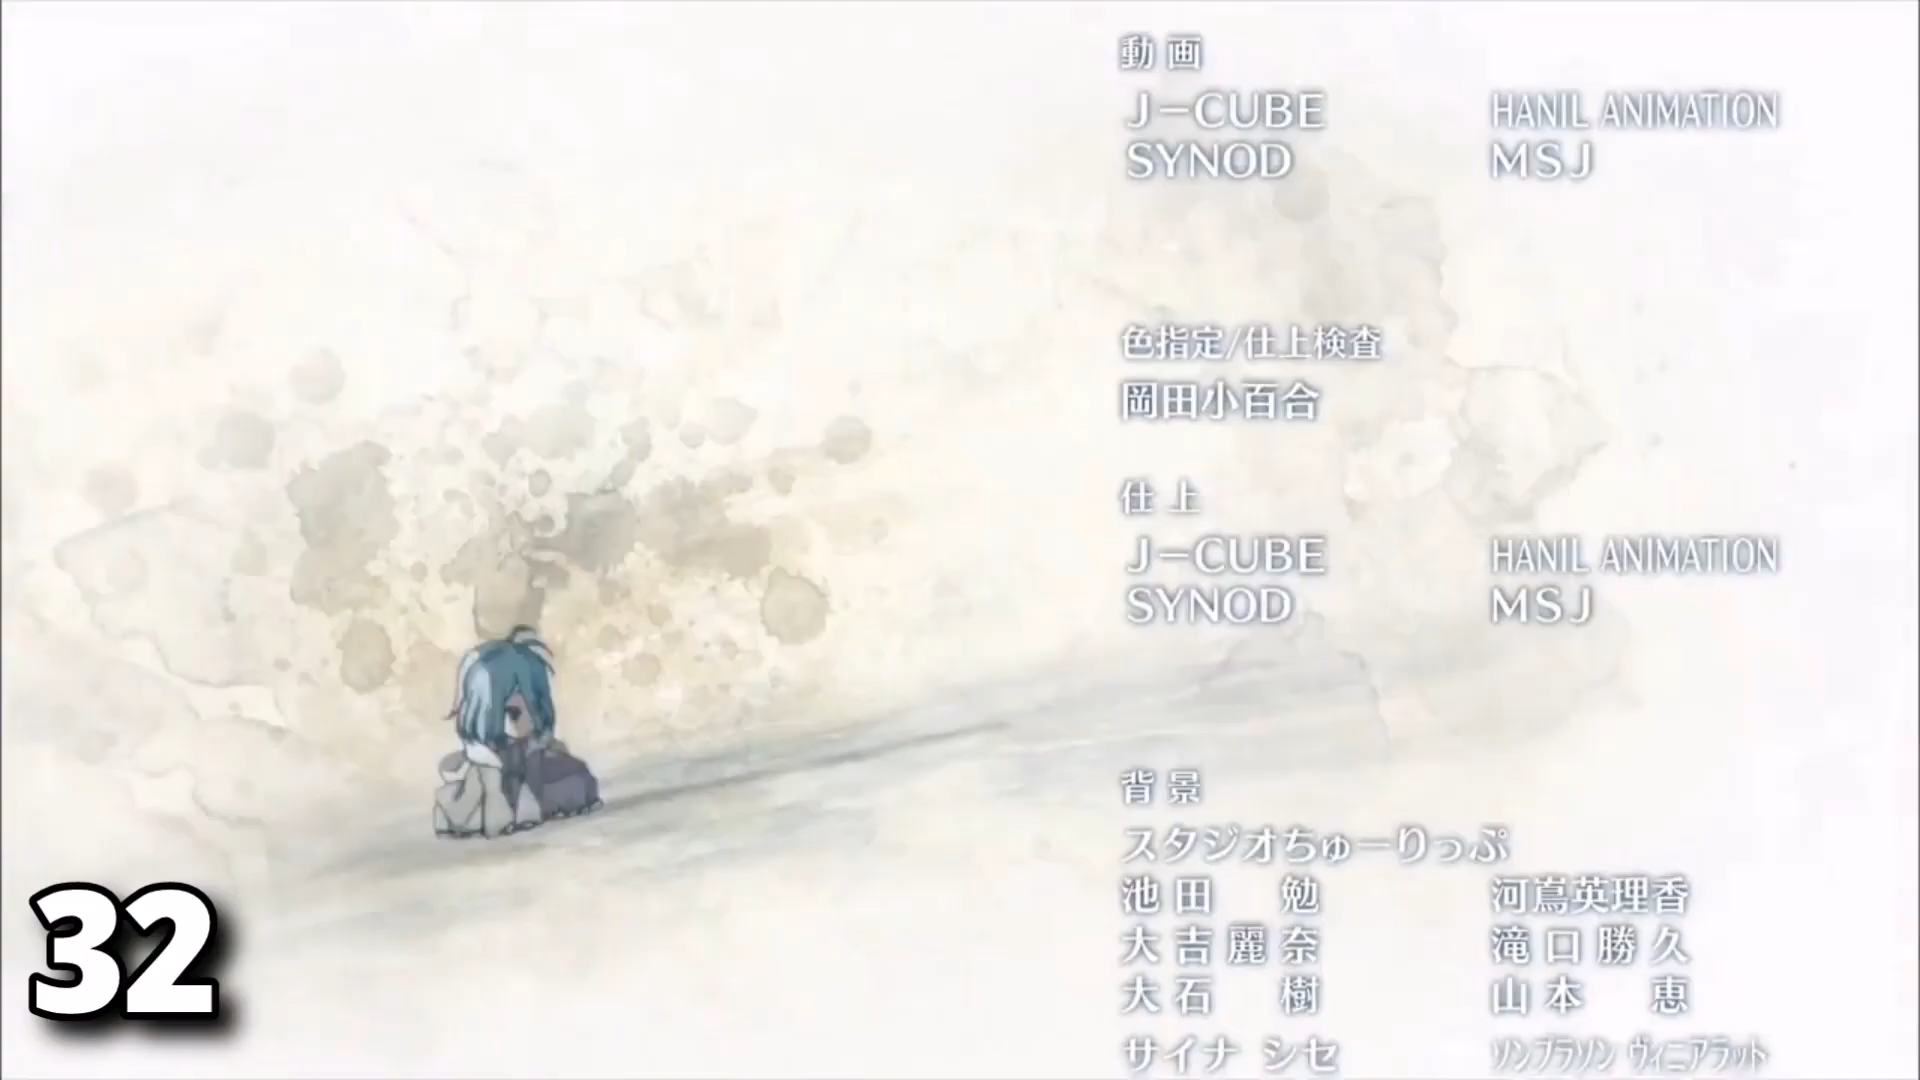 動画
J−CUBE HANIL ANIMATION
SYNOD MSJ
色指定/仕上検査
岡田小百合
仕上
J−CUBE HANIL ANIMATION
SYNOD MSJ
背景
スタジオちゅーりっぷ
池田 勉 河嶌英理香
大吉麗奈 滝口勝久
大石 樹 山本 恵
サイナ シセ ソンプラソン ヴィニアラット
32